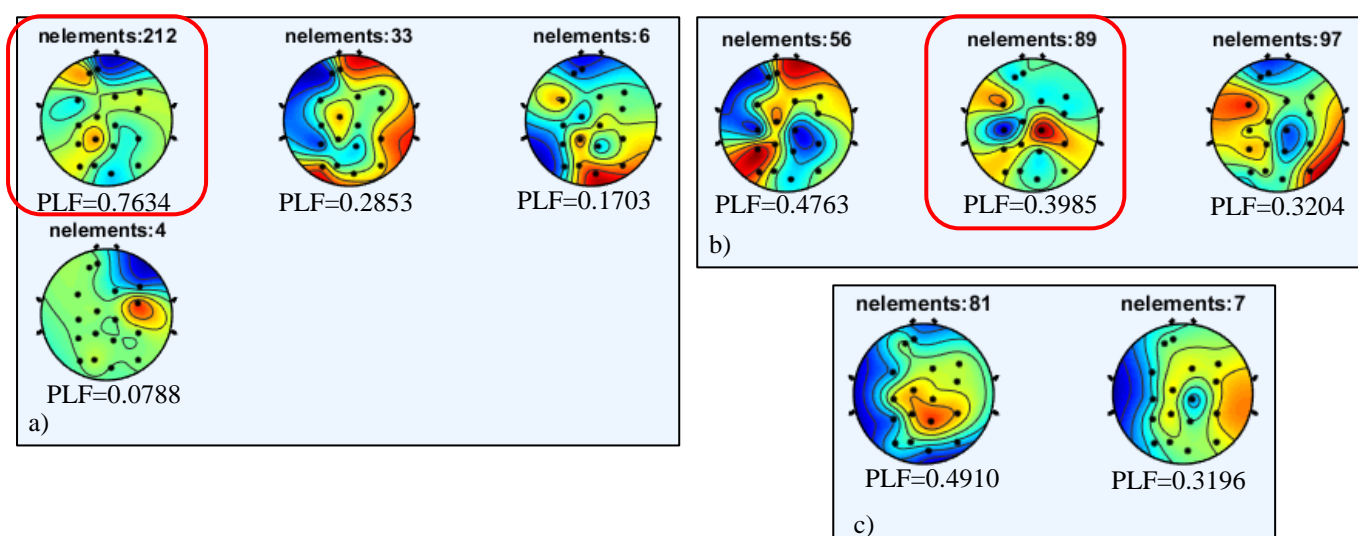 nelements:212
nelements:33
nelements:6
PLF=0.7634
PLF=0.2853
PLF=0.1703
nelements:4
PLF=0.0788
a)
nelements:56
nelements:89
nelements:97
PLF=0.4763
PLF=0.3985
PLF=0.3204
b)
nelements:81
nelements:7
PLF=0.4910
PLF=0.3196
c)